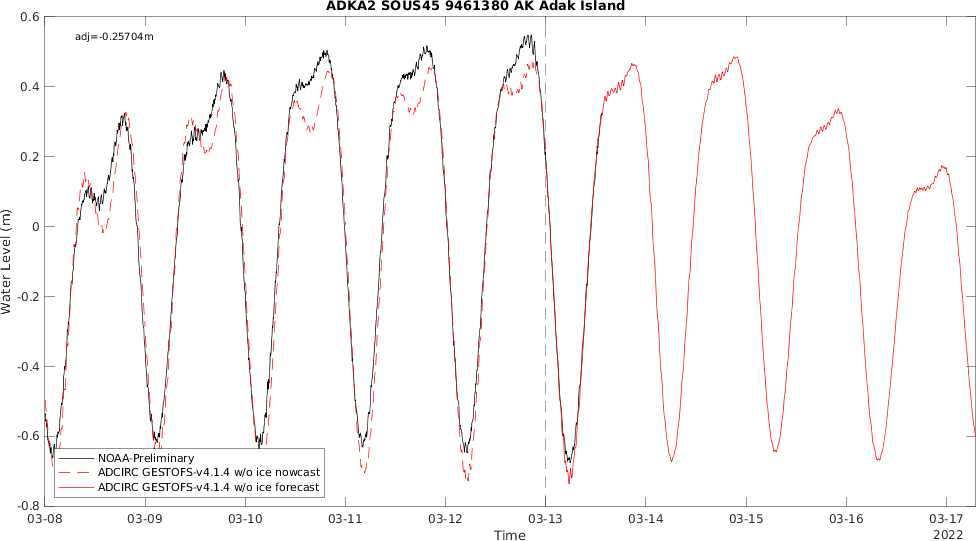 ADKA2 SOUS45 9461380 AK Adak Island
adj=-0.25704m
0.6
0.4
0.2
0
-0.2
-0.4
-0.6
-0.8
Water Level (m)
NOAA-Preliminary
ADCIRC GESTOFS-v4.1.4 w/o ice nowcast
ADCIRC GESTOFS-v4.1.4 w/o ice forecast
03-08 03-09 03-10 03-11 03-12 03-13 03-14 03-15 03-16 03-17
Time
2022